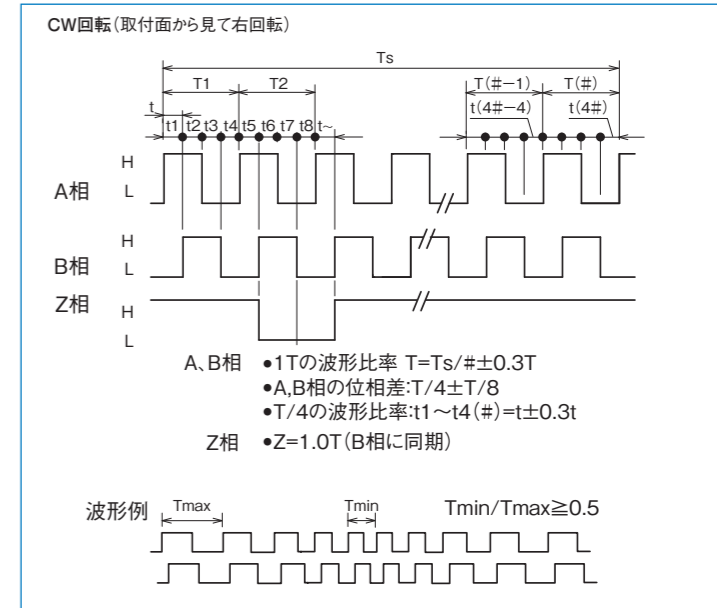 CW回転(取付面から見て右回転)
Ts
T1 T2 T(#−1) T(#)
t t(4#−4) t(4#)
t1 t2 t3 t4 t5 t6 t7 t8 t~
A相 H L
B相 H L
Z相 H L
A、B相 ●1Tの波形比率 T=Ts/#±0.3T
●A,B相の位相差:T/4±T/8
●T/4の波形比率:t1～t4(#)=t±0.3t
Z相 ●Z=1.0T(B相に同期)
波形例 Tmax Tmin Tmin/Tmax≧0.5